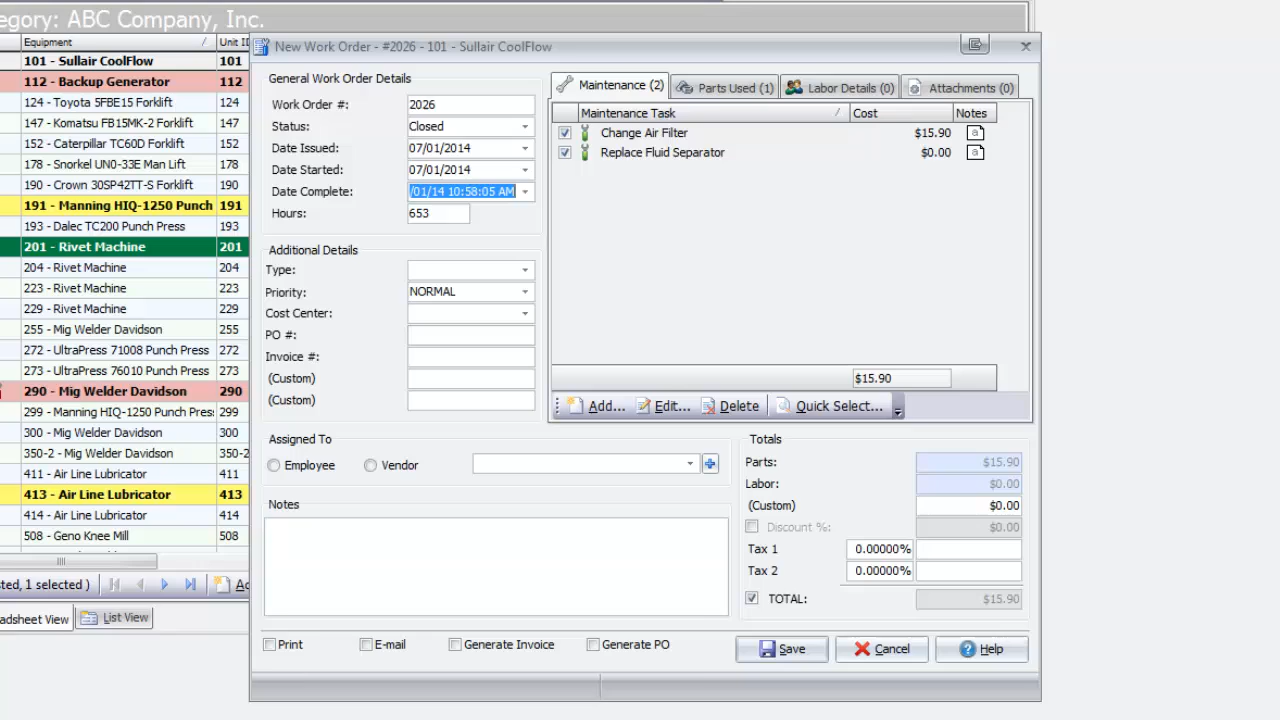 egory: ABC Company, Inc.
Equipment / Unit ID
101 - Sullair CoolFlow 101
112 - Backup Generator 112
124 - Toyota 5FBE15 Forklift 124
147 - Komatsu FB15MK-2 Forklift 147
152 - Caterpillar TC60D Forklift 152
178 - Snorkel UN0-33E Man Lift 178
190 - Crown 30SP42TT-S Forklift 190
191 - Manning HIQ-1250 Punch 191
193 - Dalec TC200 Punch Press 193
201 - Rivet Machine 201
204 - Rivet Machine 204
223 - Rivet Machine 223
229 - Rivet Machine 229
255 - Mig Welder Davidson 255
272 - UltraPress 71008 Punch Press 272
273 - UltraPress 76010 Punch Press 273
290 - Mig Welder Davidson 290
299 - Manning HIQ-1250 Punch Pres: 299
300 - Mig Welder Davidson 300
350-2 - Mig Welder Davidson 350-2
411 - Air Line Lubricator 411
413 - Air Line Lubricator 413
414 - Air Line Lubricator 414
508 - Geno Knee Mill 508
ted, 1 selected ) Ad
adsheet View List View
New Work Order - #2026 - 101 - Sullair CoolFlow
General Work Order Details
Work Order #: 2026
Status: Closed
Date Issued: 07/01/2014
Date Started: 07/01/2014
Date Complete: /01/14 10:58:05 AM
Hours: 653
Additional Details
Type:
Priority: NORMAL
Cost Center:
PO #:
Invoice #:
(Custom)
(Custom)
Maintenance (2) Parts Used (1) Labor Details (0) Attachments (0)
Maintenance Task / Cost Notes
Change Air Filter $15.90 a
Replace Fluid Separator $0.00 a
$15.90
Add... Edit... Delete Quick Select...
Assigned To
Employee Vendor
Notes
Totals
Parts: $15.90
Labor: $0.00
(Custom) $0.00
Discount %: $0.00
Tax 1 0.00000%
Tax 2 0.00000%
TOTAL: $15.90
Print E-mail Generate Invoice Generate PO
Save Cancel Help